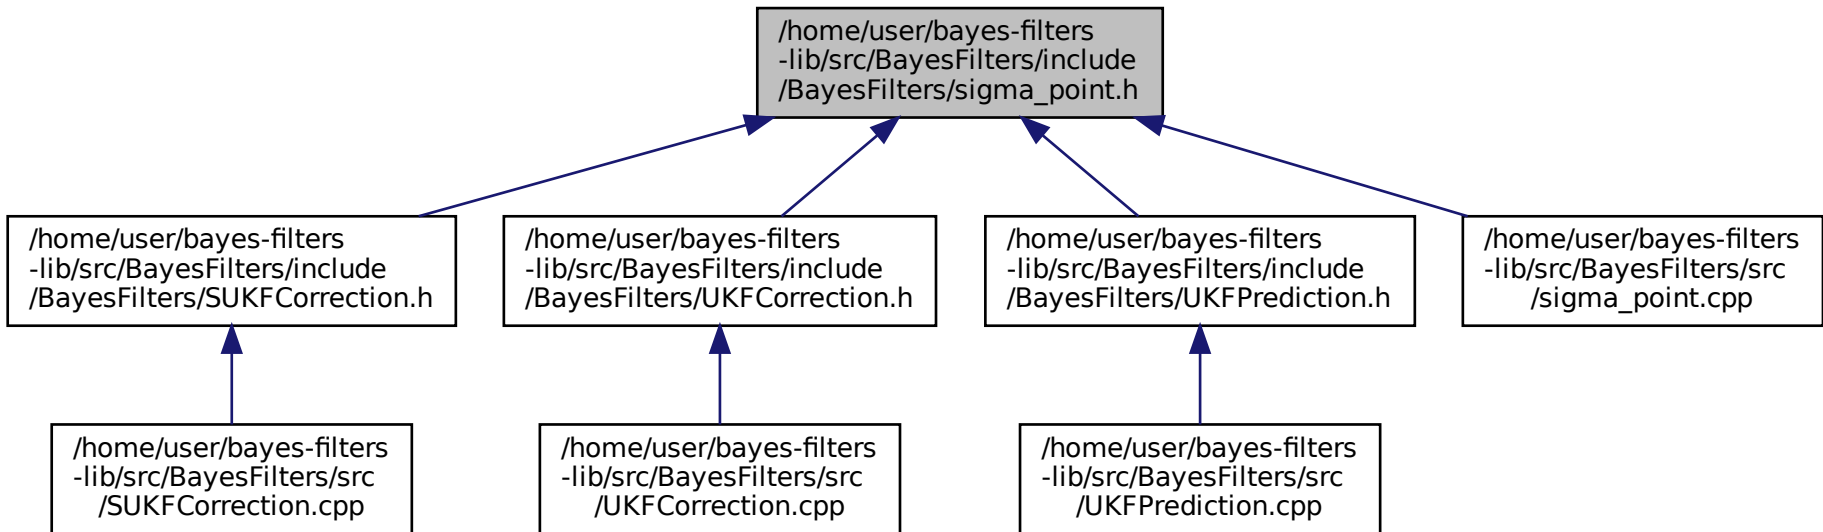 /home/user/bayes-filters
-lib/src/BayesFilters/include
/BayesFilters/sigma_point.h
/home/user/bayes-filters
-lib/src/BayesFilters/include
/BayesFilters/SUKFCorrection.h
/home/user/bayes-filters
-lib/src/BayesFilters/include
/BayesFilters/UKFCorrection.h
/home/user/bayes-filters
-lib/src/BayesFilters/include
/BayesFilters/UKFPrediction.h
/home/user/bayes-filters
-lib/src/BayesFilters/src
/sigma_point.cpp
/home/user/bayes-filters
-lib/src/BayesFilters/src
/SUKFCorrection.cpp
/home/user/bayes-filters
-lib/src/BayesFilters/src
/UKFCorrection.cpp
/home/user/bayes-filters
-lib/src/BayesFilters/src
/UKFPrediction.cpp